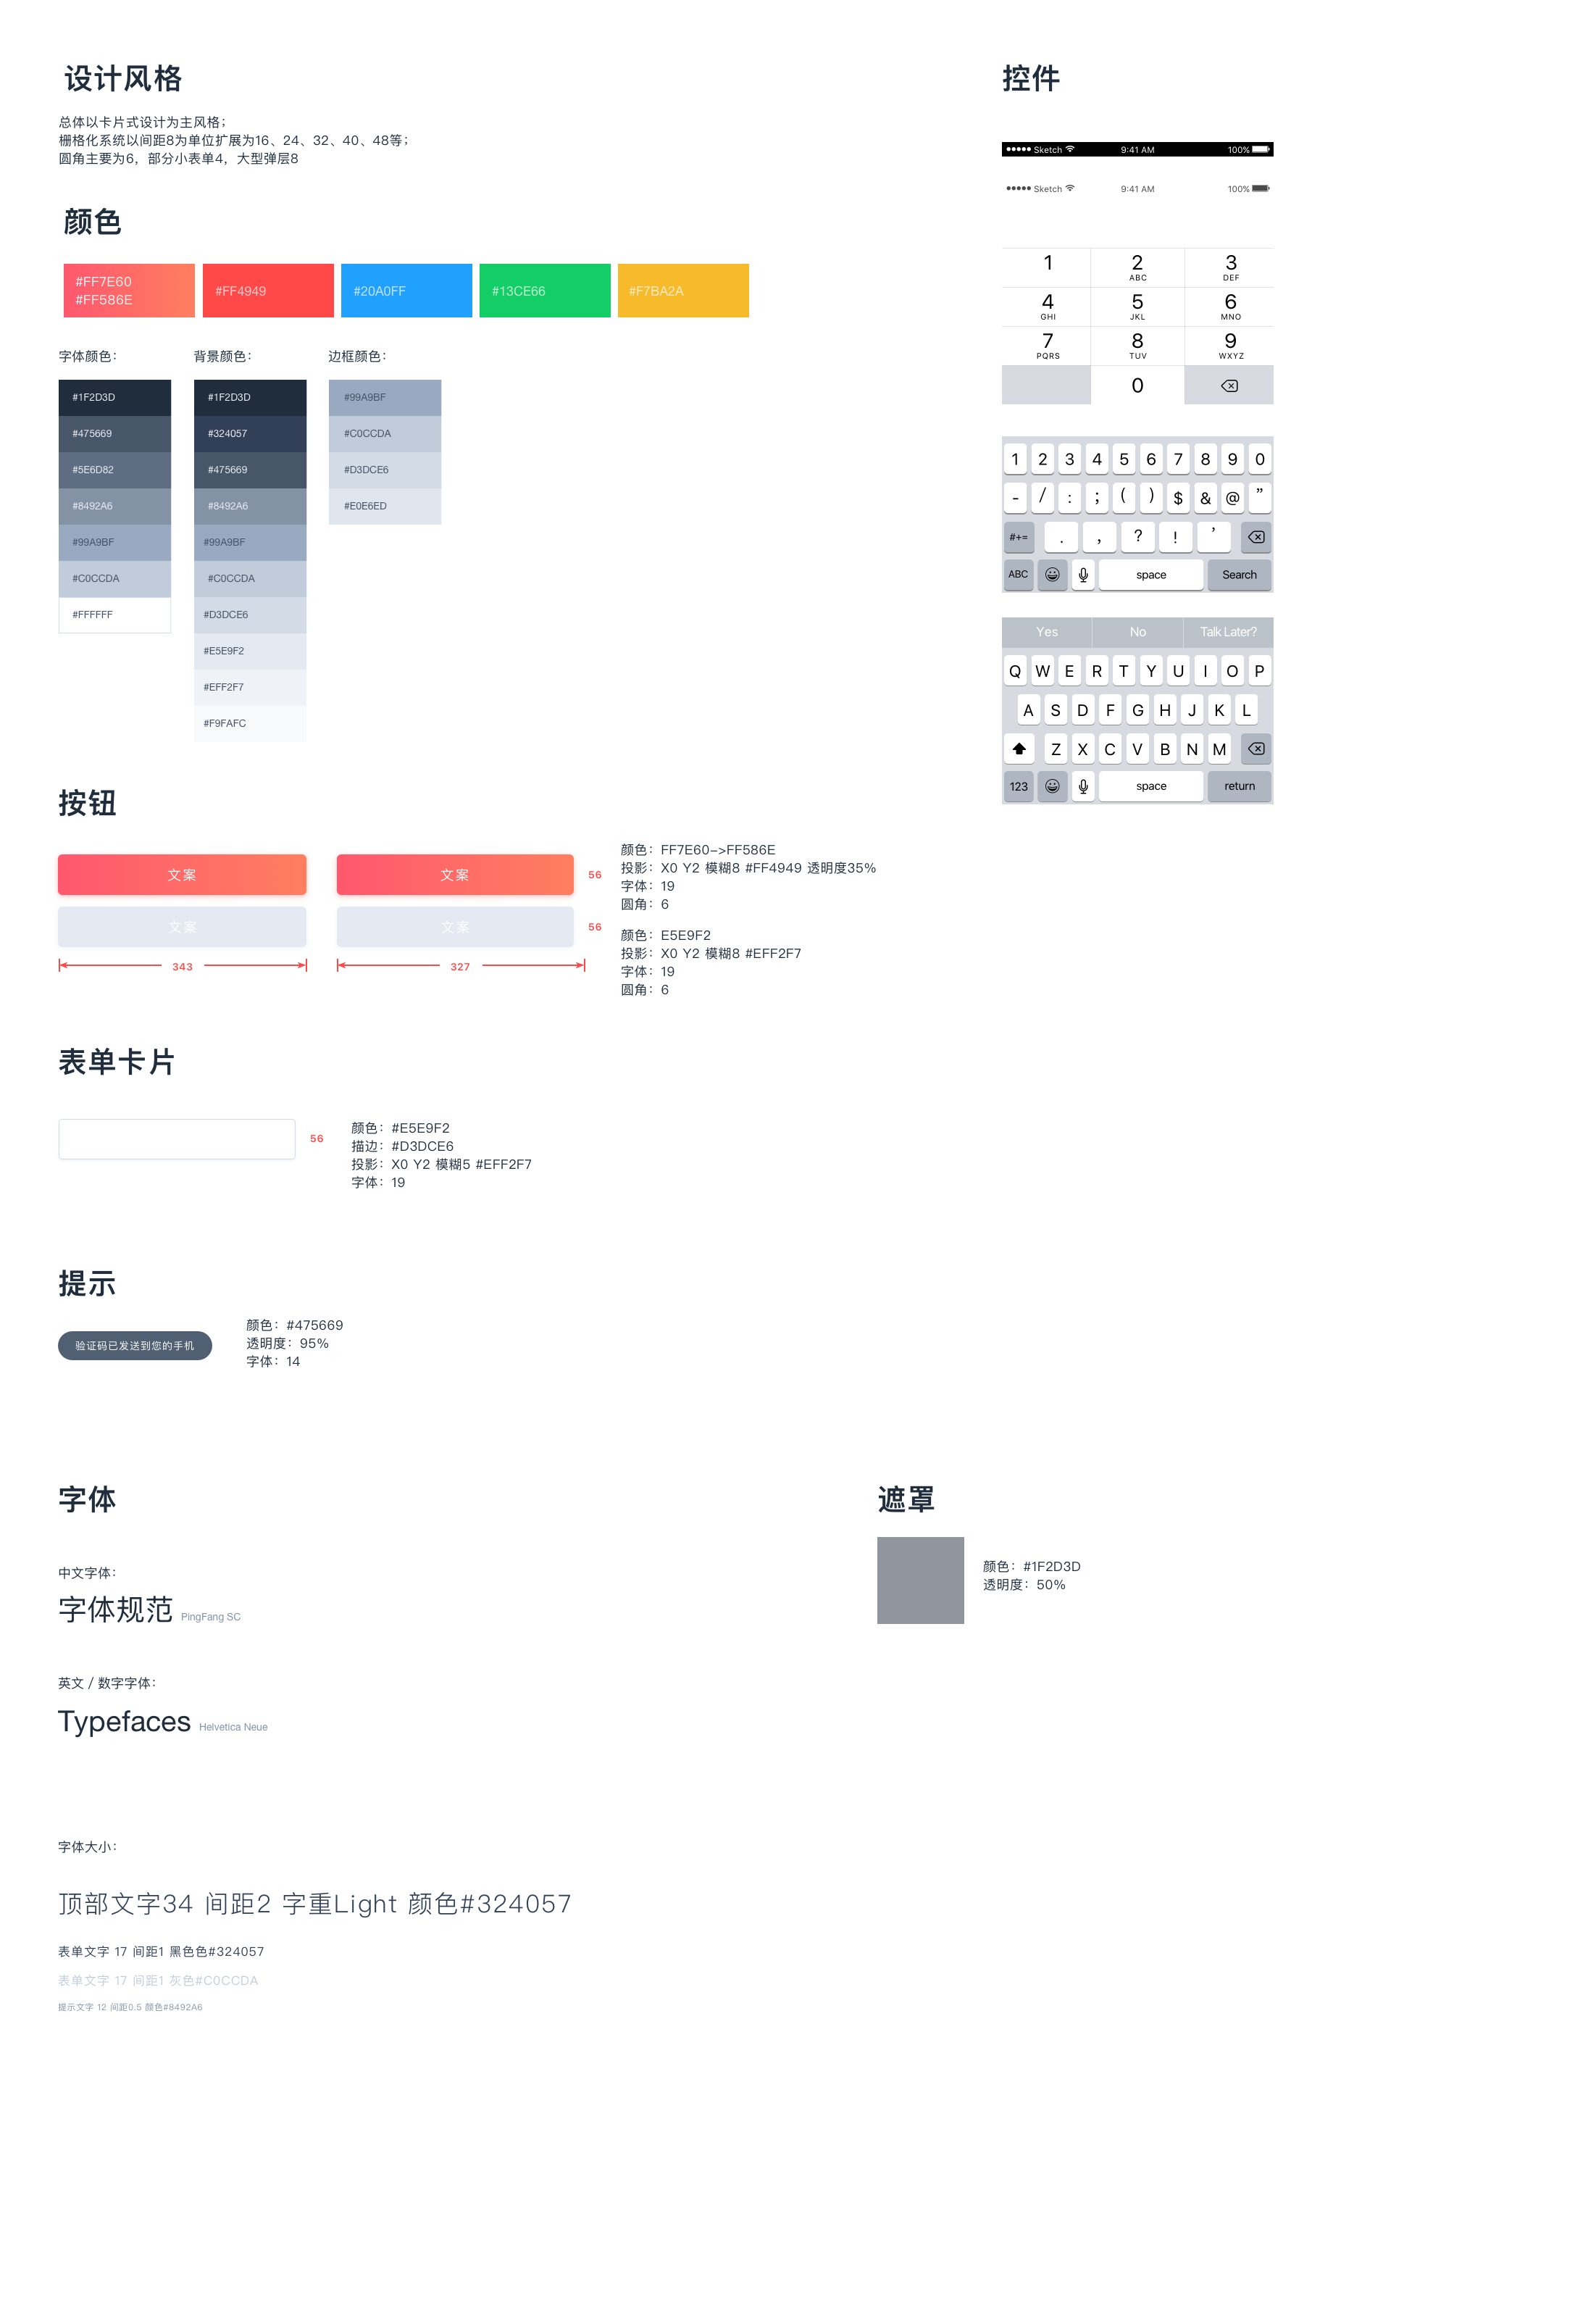 设计风格
总体以卡片式设计为主风格；
栅格化系统以间距8为单位扩展为16、24、32、40、48等；
圆角主要为6，部分小表单4，大型弹层8
颜色
#FF7E60
#FF586E
#FF4949
#20A0FF
#13CE66
#F7BA2A
字体颜色：
#1F2D3D
#475669
#5E6D82
#8492A6
#99A9BF
#C0CCDA
#FFFFFF
背景颜色：
#1F2D3D
#324057
#475669
#8492A6
#99A9BF
#C0CCDA
#D3DCE6
#E5E9F2
#EFF2F7
#F9FAFC
边框颜色：
#99A9BF
#C0CCDA
#D3DCE6
#E0E6ED
按钮
文案
文案
56
文案
文案
56
343
327
颜色：FF7E60->FF586E
投影：X0 Y2 模糊8 #FF4949 透明度35%
字体：19
圆角：6
颜色：E5E9F2
投影：X0 Y2 模糊8 #EFF2F7
字体：19
圆角：6
表单卡片
56
颜色：#E5E9F2
描边：#D3DCE6
投影：X0 Y2 模糊5 #EFF2F7
字体：19
提示
验证码已发送到您的手机
颜色：#475669
透明度：95%
字体：14
字体
中文字体：
字体规范 PingFang SC
英文 / 数字字体：
Typefaces Helvetica Neue
字体大小：
顶部文字34 间距2 字重Light 颜色#324057
表单文字 17 间距1 黑色色#324057
表单文字 17 间距1 灰色#C0CCDA
提示文字 12 间距0.5 颜色#8492A6
控件
Sketch 9:41 AM 100%
Sketch 9:41 AM 100%
1 2 3
ABC DEF
4 5 6
GHI JKL MNO
7 8 9
PQRS TUV WXYZ
0
1 2 3 4 5 6 7 8 9 0
- / : ; ( ) $ & @ ”
#+= . , ? ! ’
ABC space Search
Yes No Talk Later?
Q W E R T Y U I O P
A S D F G H J K L
Z X C V B N M
123 space return
遮罩
颜色：#1F2D3D
透明度：50%